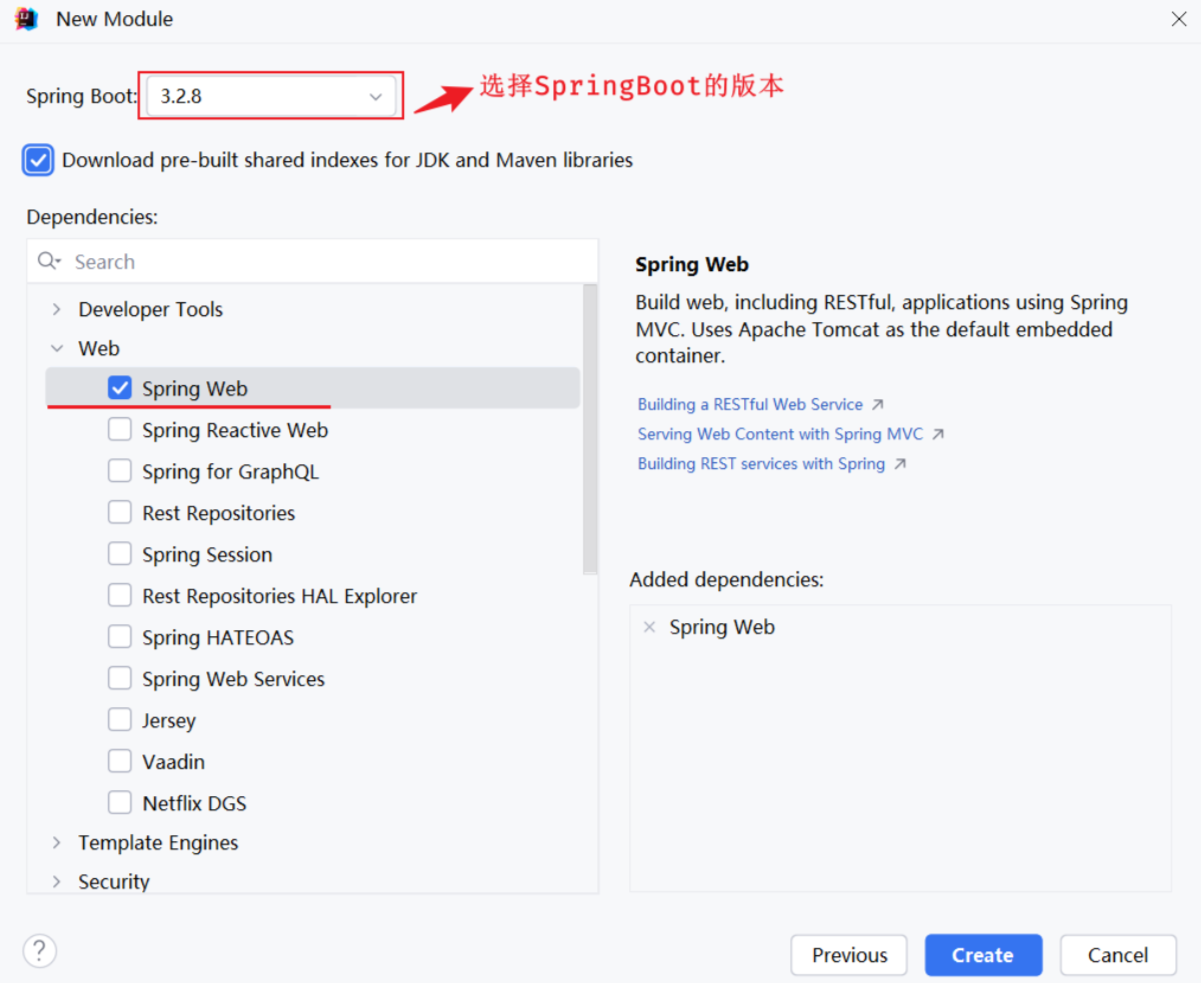 New Module
Spring Boot:
3.2.8
选择SpringBoot的版本
Download pre-built shared indexes for JDK and Maven libraries
Dependencies:
Search
Developer Tools
Web
Spring Web
Spring Reactive Web
Spring for GraphQL
Rest Repositories
Spring Session
Rest Repositories HAL Explorer
Spring HATEOAS
Spring Web Services
Jersey
Vaadin
Netflix DGS
Template Engines
Security
Spring Web
Build web, including RESTful, applications using Spring
MVC. Uses Apache Tomcat as the default embedded
container.
Building a RESTful Web Service
Serving Web Content with Spring MVC
Building REST services with Spring
Added dependencies:
Spring Web
?
Previous
Create
Cancel